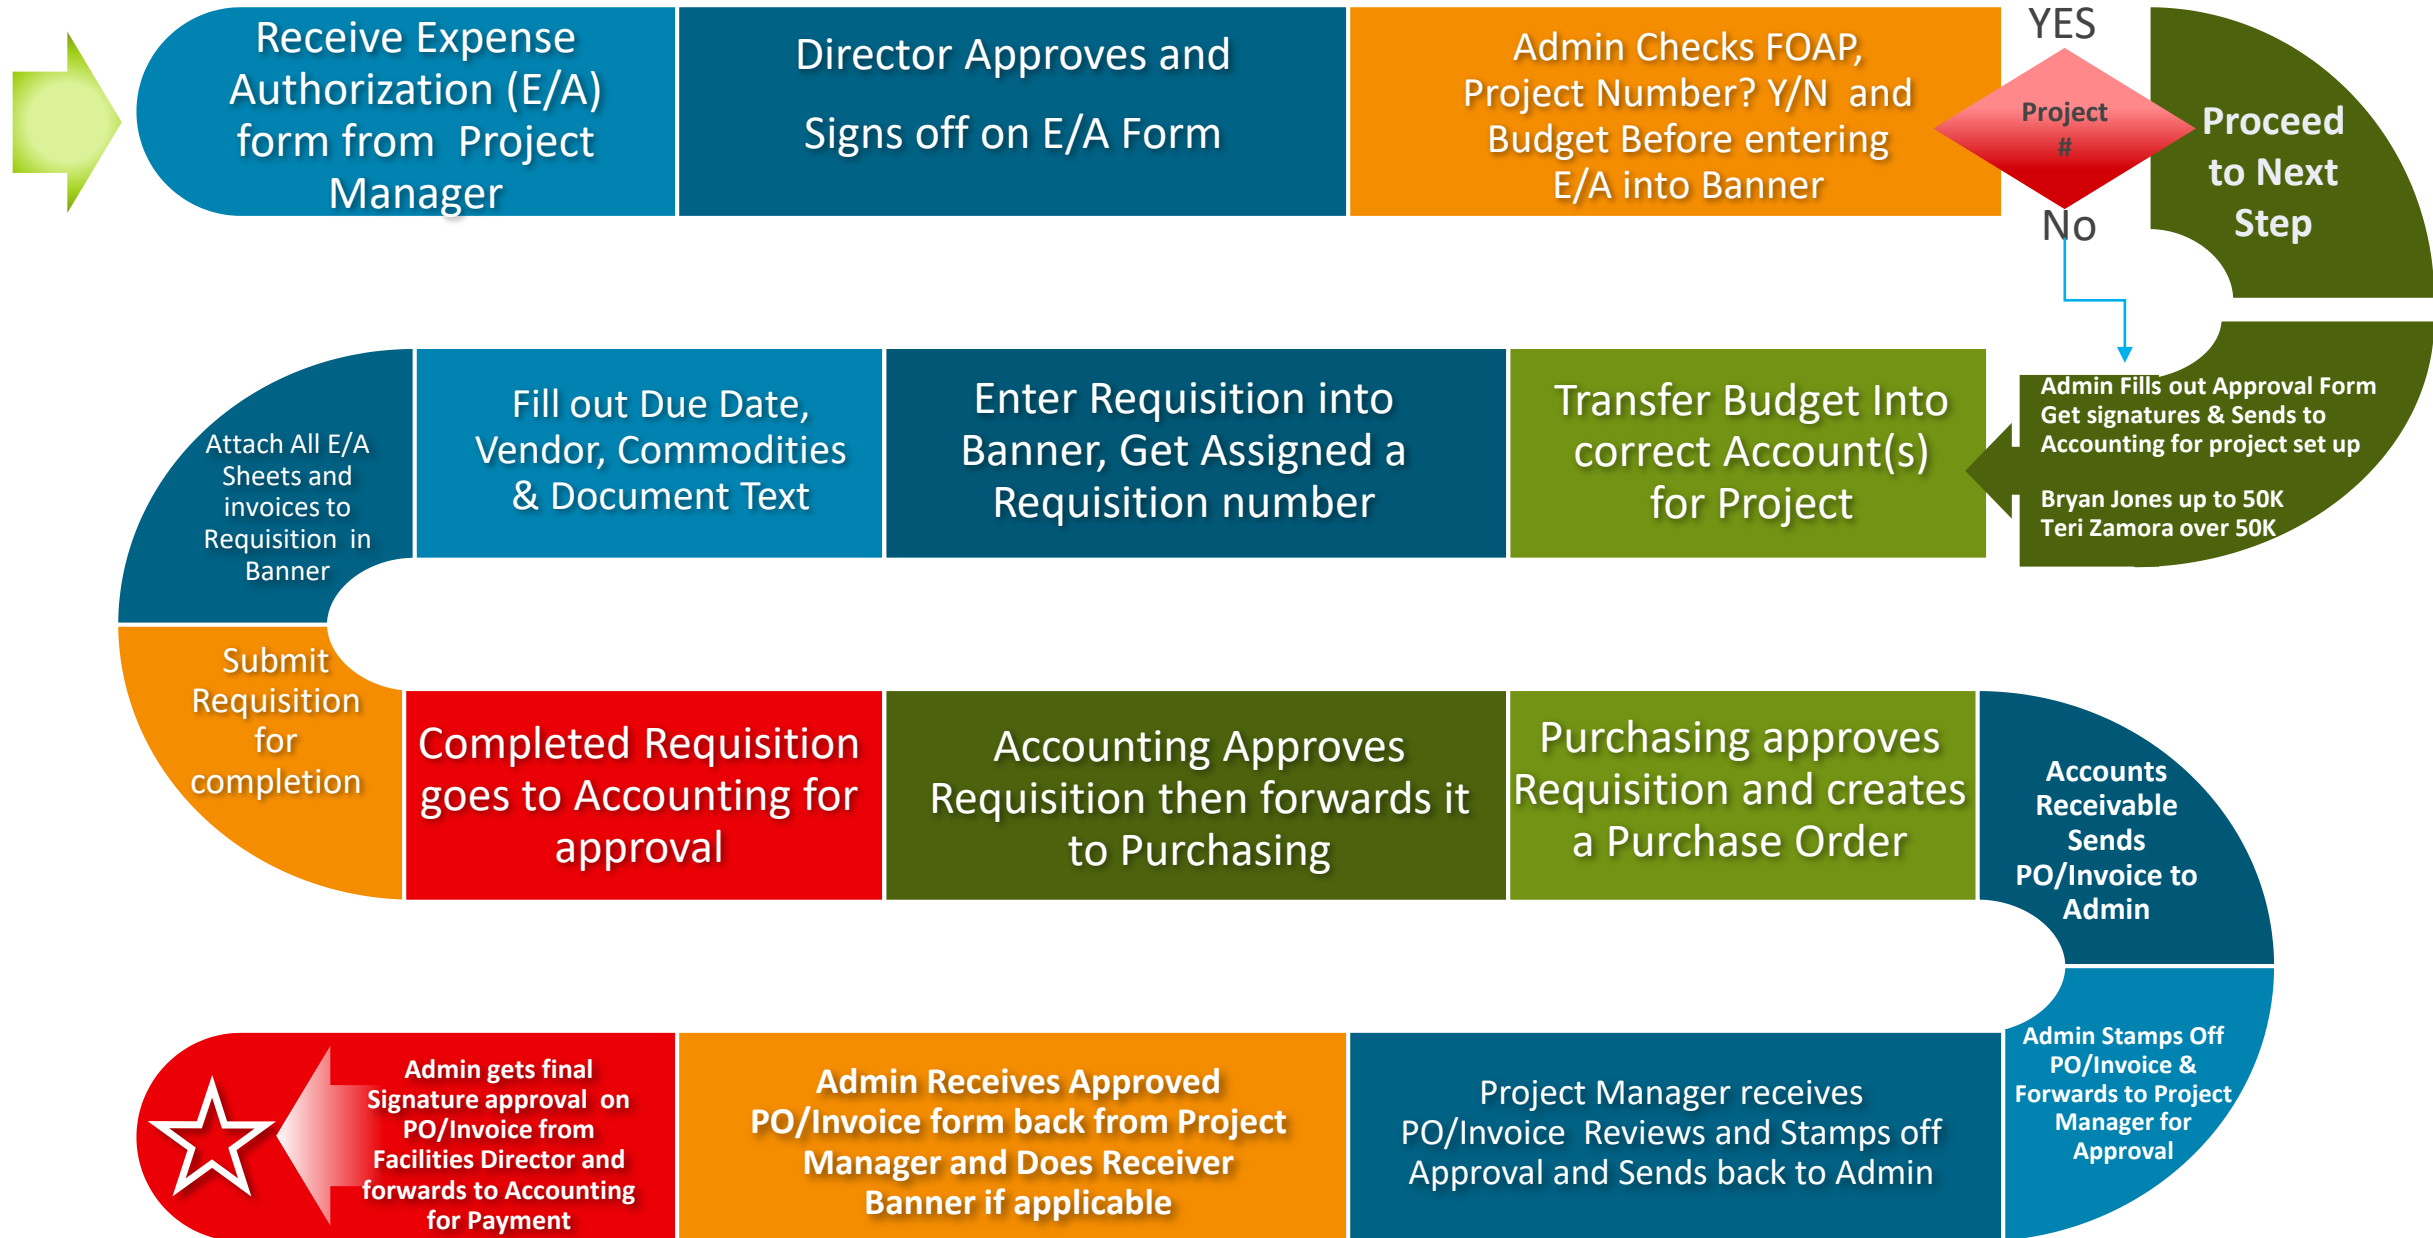 Receive Expense
Authorization (E/A)
form from Project
Manager
Director Approves and
Signs off on E/A Form
Admin Checks FOAP,
Project Number? Y/N and
Budget Before entering
E/A into Banner
YES
Project
#
No
Proceed
to Next
Step
Admin Fills out Approval Form
Get signatures & Sends to
Accounting for project set up
Bryan Jones up to 50K
Teri Zamora over 50K
Transfer Budget Into
correct Account(s)
for Project
Enter Requisition into
Banner, Get Assigned a
Requisition number
Fill out Due Date,
Vendor, Commodities
& Document Text
Attach All E/A
Sheets and
invoices to
Requisition in
Banner
Submit
Requisition
for
completion
Completed Requisition
goes to Accounting for
approval
Accounting Approves
Requisition then forwards it
to Purchasing
Purchasing approves
Requisition and creates
a Purchase Order
Accounts
Receivable
Sends
PO/Invoice to
Admin
Admin Stamps Off
PO/Invoice &
Forwards to Project
Manager for
Approval
Project Manager receives
PO/Invoice Reviews and Stamps off
Approval and Sends back to Admin
Admin Receives Approved
PO/Invoice form back from Project
Manager and Does Receiver
Banner if applicable
Admin gets final
Signature approval on
PO/Invoice from
Facilities Director and
forwards to Accounting
for Payment